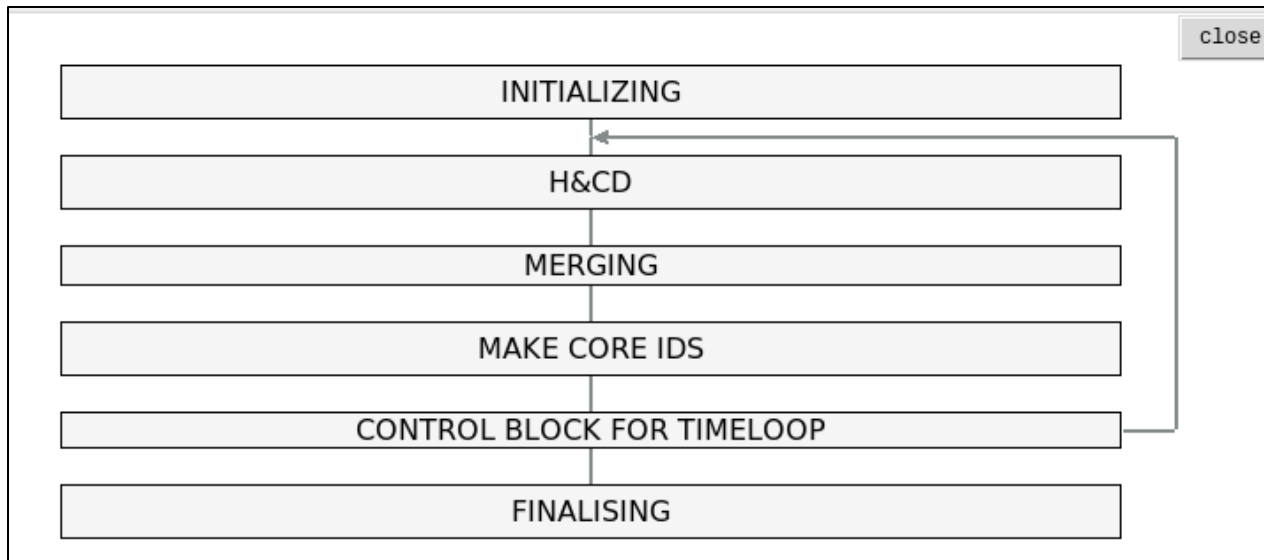 close
INITIALIZING
H&CD
MERGING
MAKE CORE IDS
CONTROL BLOCK FOR TIMELOOP
FINALISING